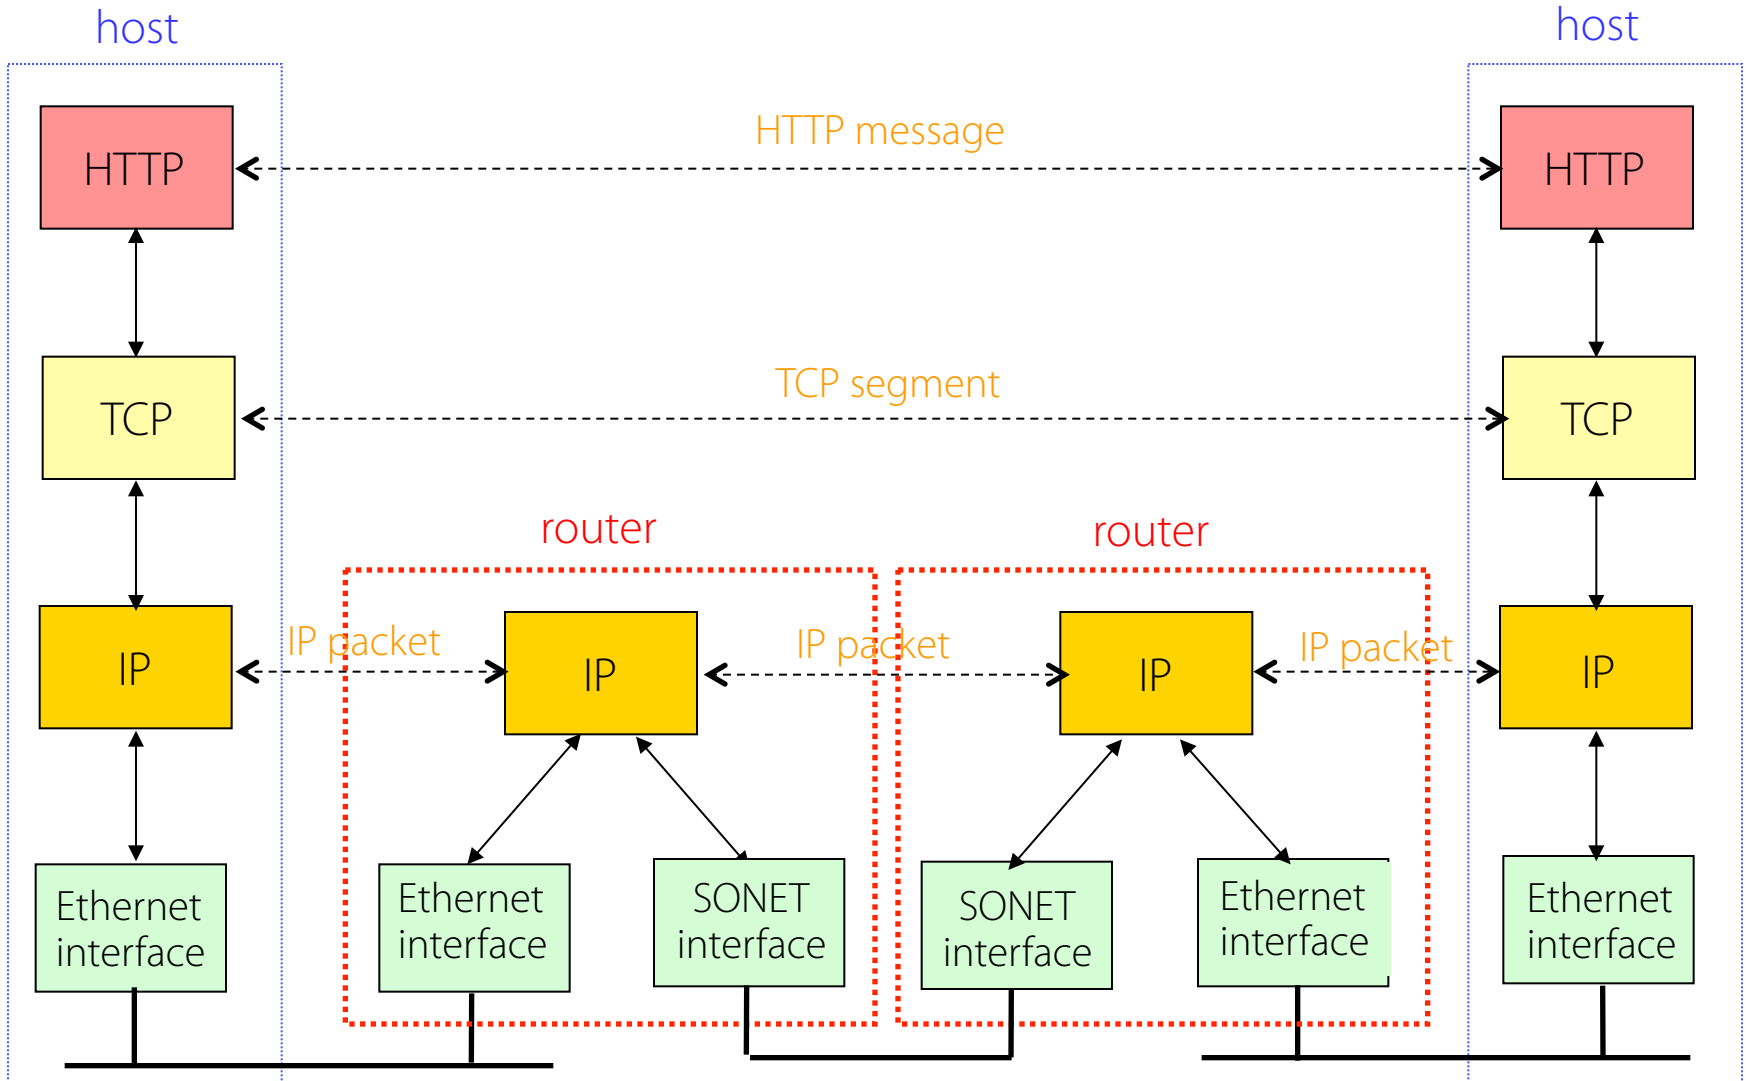 host
host
HTTP
HTTP message
HTTP
TCP
TCP segment
TCP
router
router
IP
IP packet
IP
IP packet
IP
IP packet
IP
Ethernet
interface
Ethernet
interface
SONET
interface
SONET
interface
Ethernet
interface
Ethernet
interface